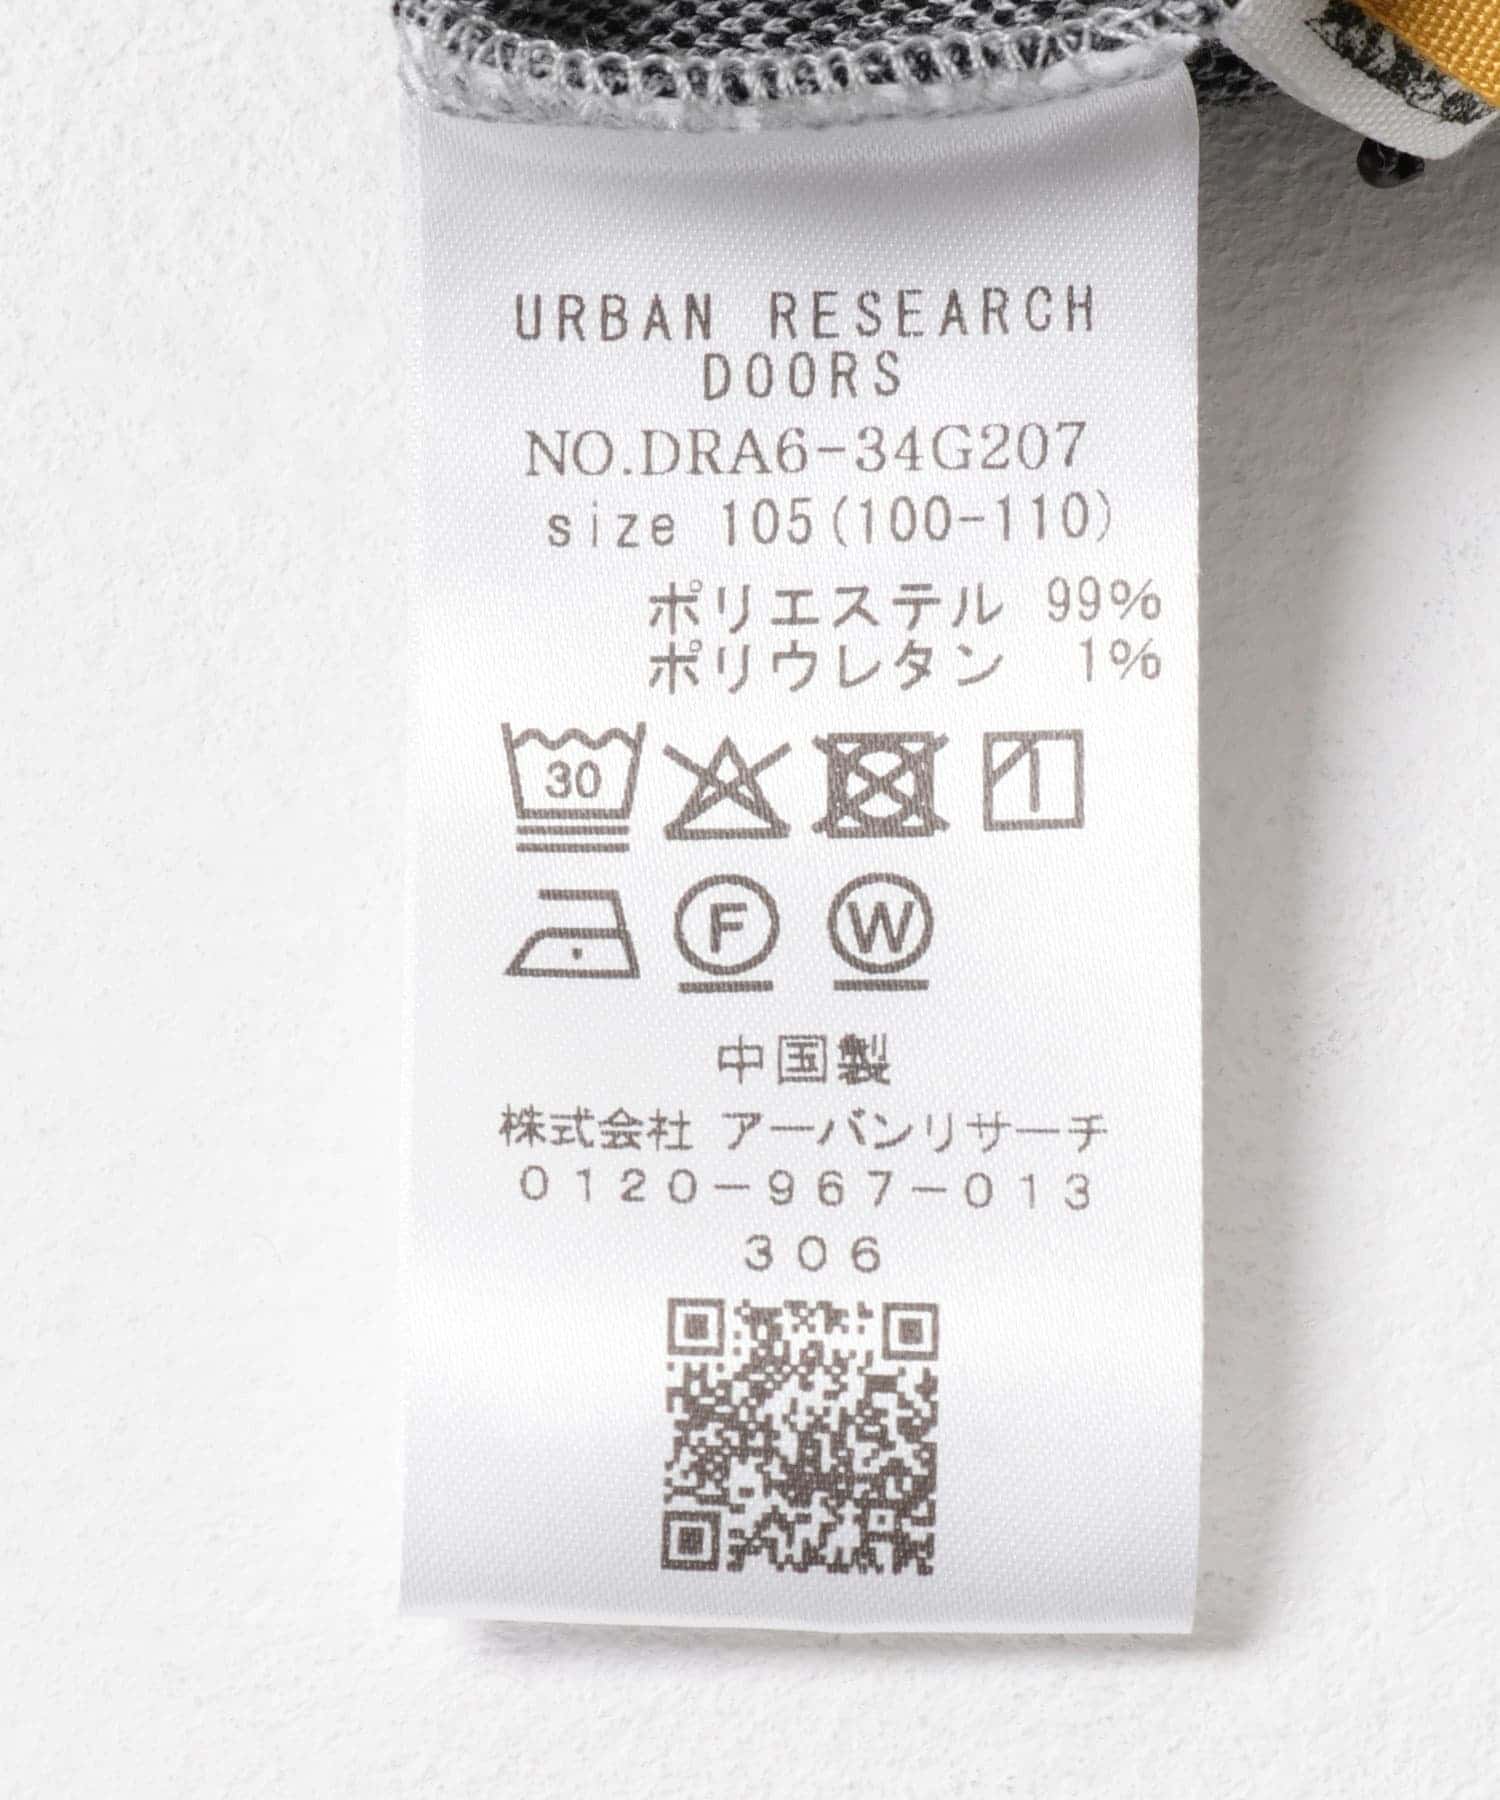 URBAN RESEARCH
DOORS
NO.DRA6-34G207
size 105(100-110)
ポリエステル 99%
ポリウレタン 1%
30
F W
中国製
株式会社 アーバンリサーチ
0120-967-013
306